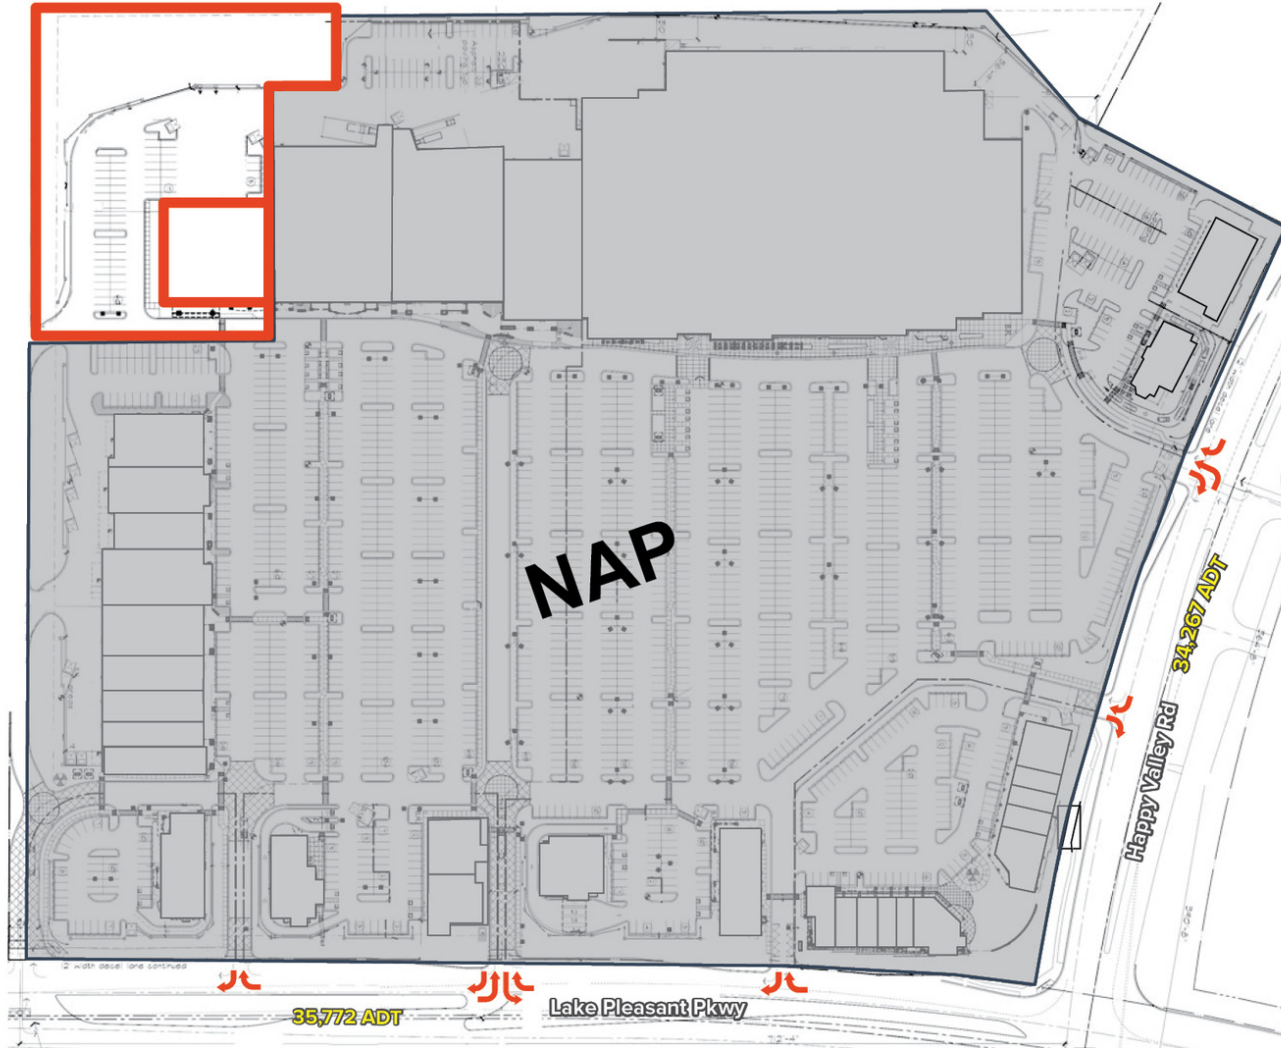 NAP
34,267 ADT
Happy Valley Rd
Lake Pleasant Pkwy
35,772 ADT